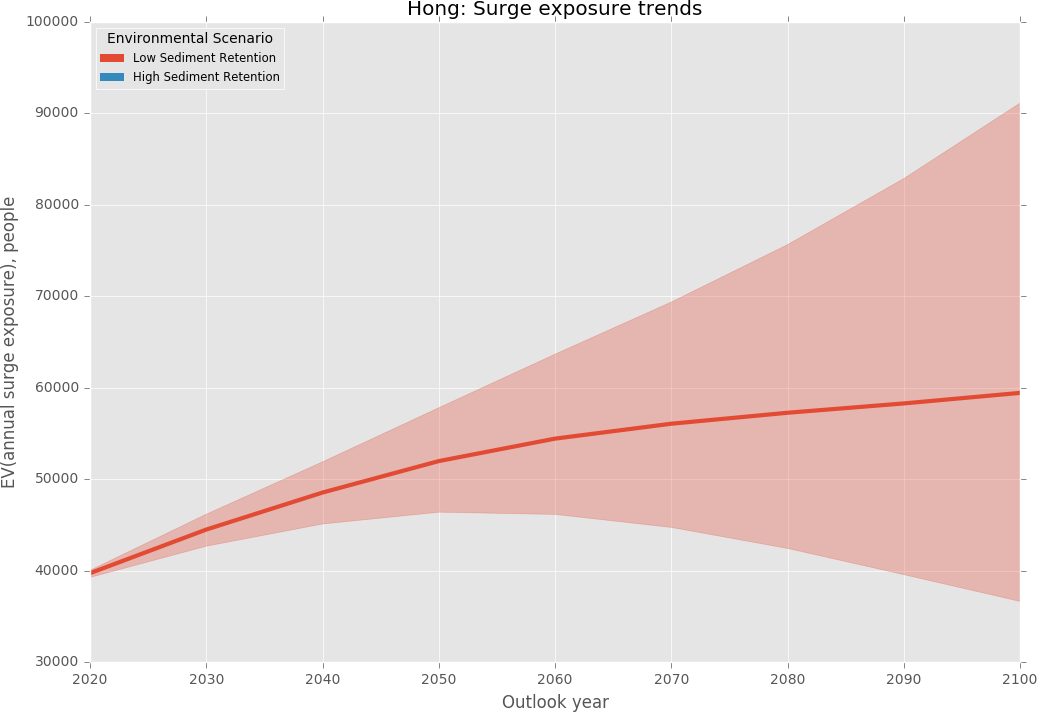 Hong: Surge exposure trends
Environmental Scenario
Low Sediment Retention
High Sediment Retention
EV(annual surge exposure), people
100000
90000
80000
70000
60000
50000
40000
30000
2020 2030 2040 2050 2060 2070 2080 2090 2100
Outlook year